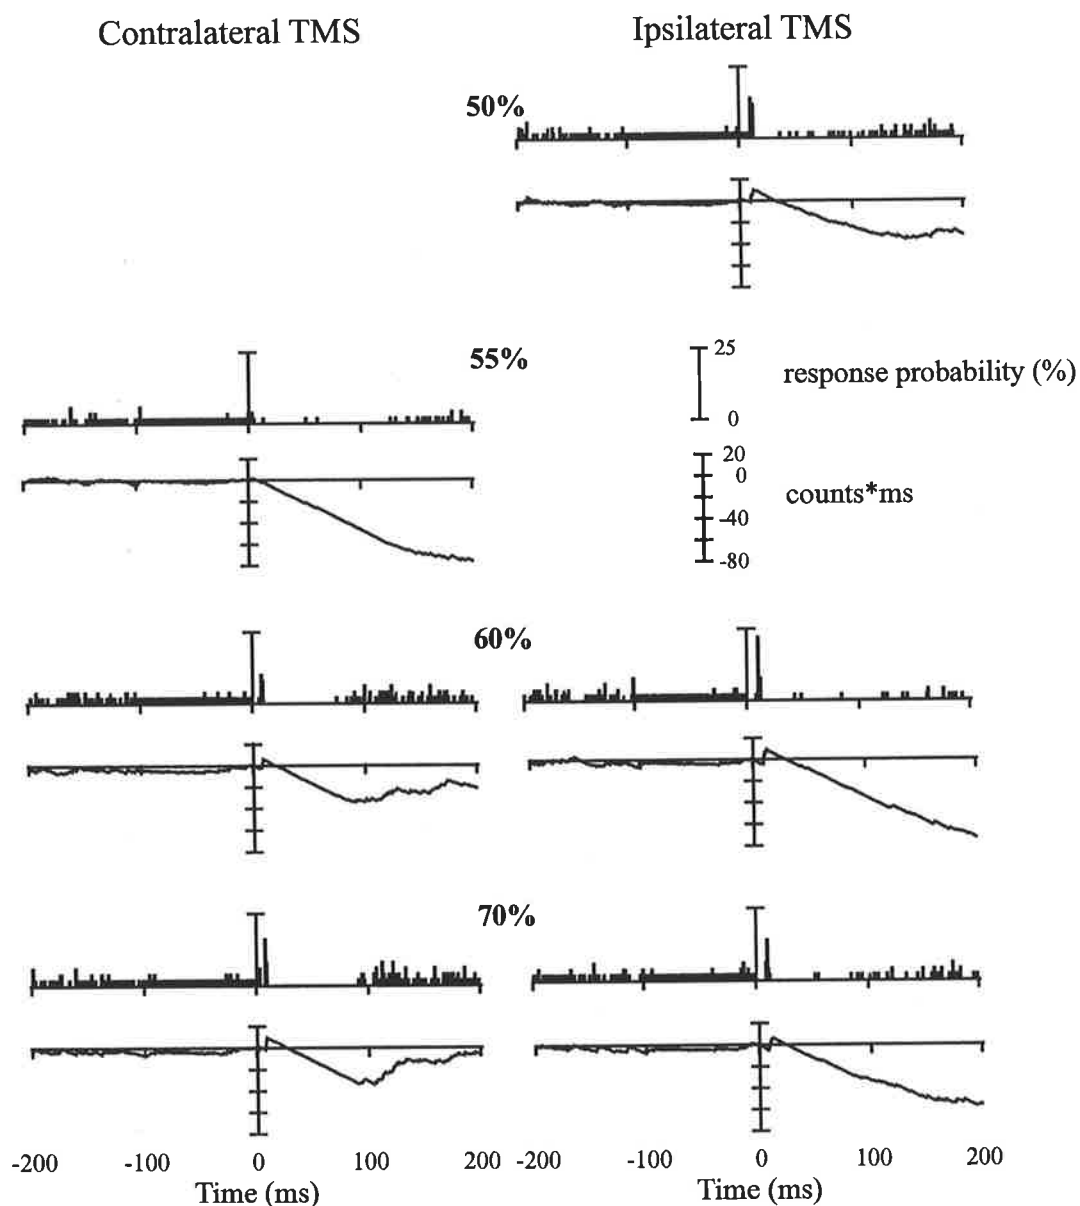 Contralateral TMS
Ipsilateral TMS
50%
55%
25
response probability (%)
0
20
0
counts*ms
-40
-80
60%
70%
-200 -100 0 100 200
-200 -100 0 100 200
Time (ms)
Time (ms)